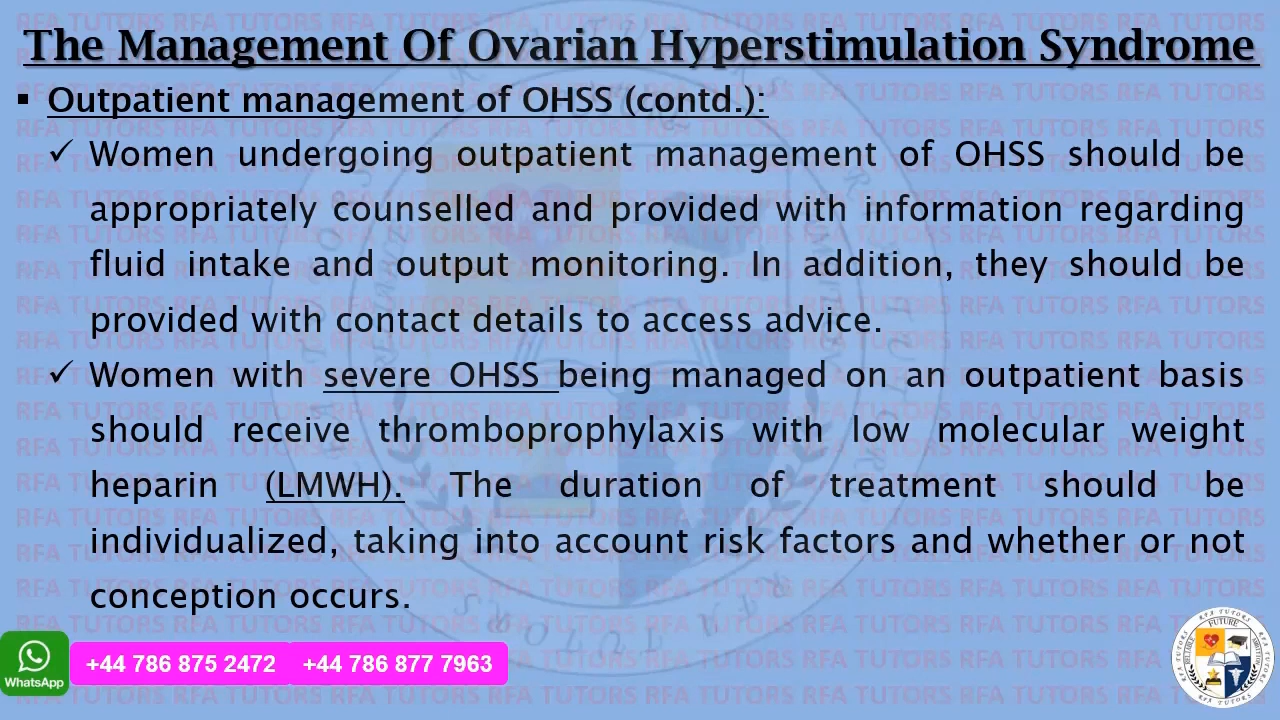 The Management Of Ovarian Hyperstimulation Syndrome
▪ Outpatient management of OHSS (contd.):
✓ Women undergoing outpatient management of OHSS should be
appropriately counselled and provided with information regarding
fluid intake and output monitoring. In addition, they should be
provided with contact details to access advice.
✓ Women with severe OHSS being managed on an outpatient basis
should receive thromboprophylaxis with low molecular weight
heparin (LMWH). The duration of treatment should be
individualized, taking into account risk factors and whether or not
conception occurs.
WhatsApp
+44 786 875 2472 +44 786 877 7963
RFA TUTORS
FUTURE